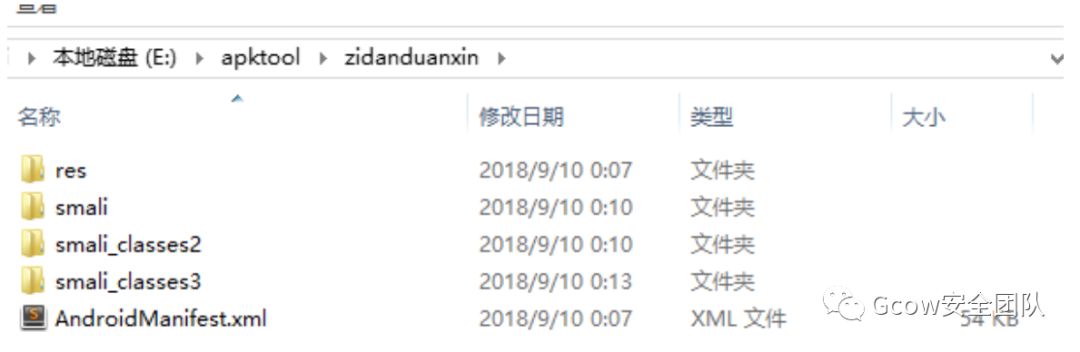 查看
本地磁盘 (E:) apktool zidanduanxin
名称 修改日期 类型 大小
res 2018/9/10 0:07 文件夹
smali 2018/9/10 0:10 文件夹
smali_classes2 2018/9/10 0:10 文件夹
smali_classes3 2018/9/10 0:13 文件夹
AndroidManifest.xml 2018/9/10 0:07 XML 文件 54 KB
Gcow安全团队